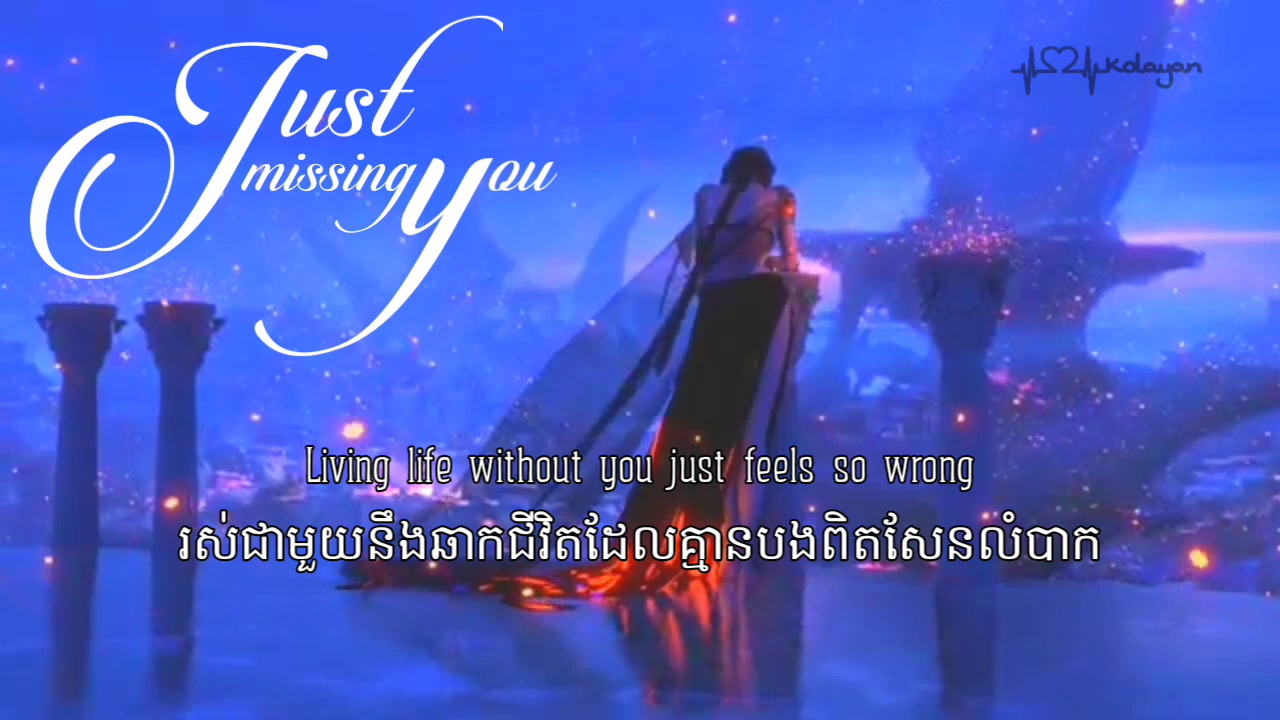 Just
missing you
Kolayan
Living life without you just feels so wrong
រស់ជាមួយនឹងឆាកជីវិតដែលគ្មានបងពិតសែនលំបាក